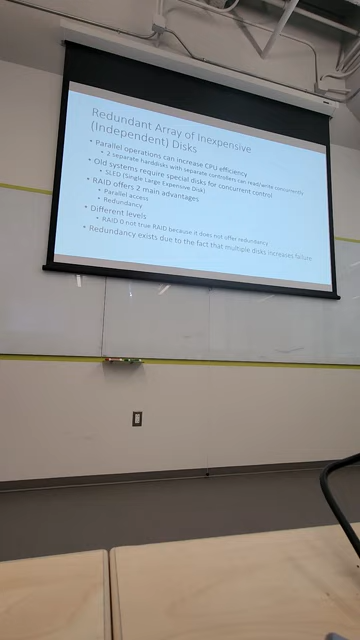 Redundant Array of Inexpensive
(Independent) Disks
• Parallel operations can increase CPU efficiency
• 2 separate harddisks with separate controllers can read/write concurrently
• Old systems require special disks for concurrent control
• SLED (Single Large Expensive Disk)
• RAID offers 2 main advantages
• Parallel access
• Redundancy
• Different levels
• RAID 0 not true RAID because it does not offer redundancy
• Redundancy exists due to the fact that multiple disks increases failure